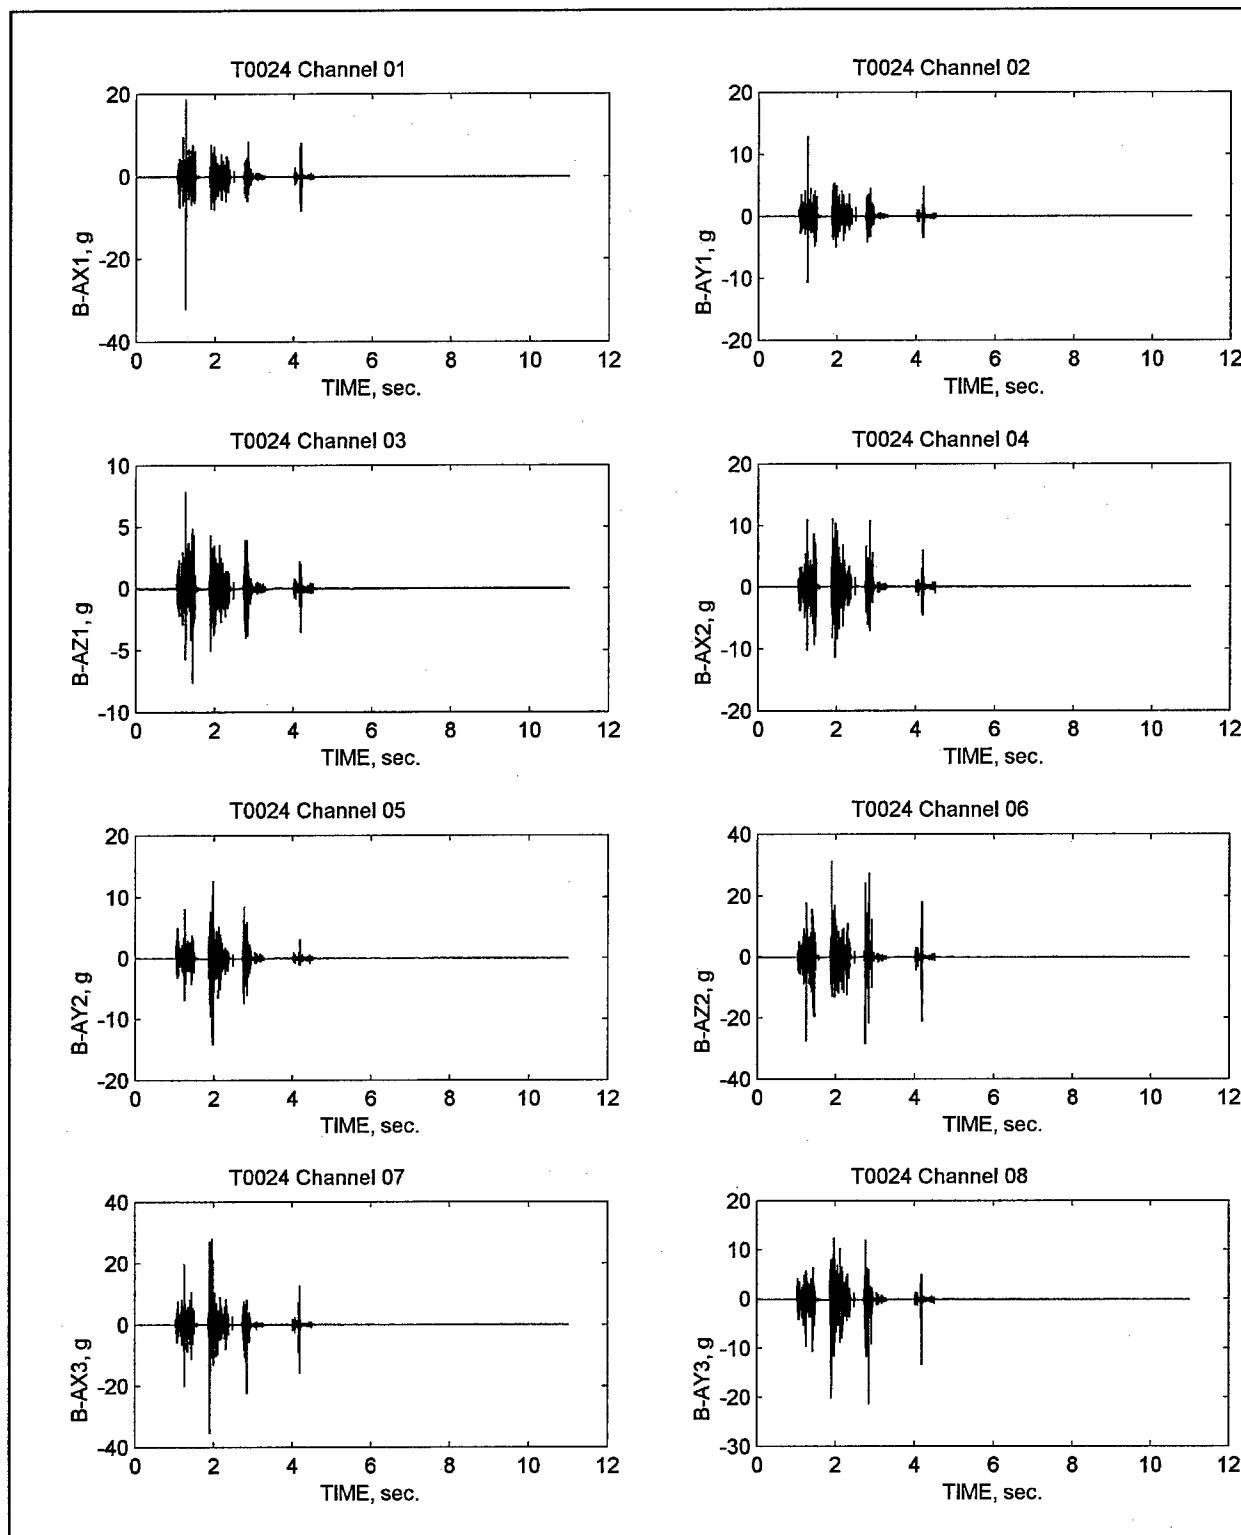 T0024 Channel 01
20
0
-20
-40
B-AX1, g
0 2 4 6 8 10 12
TIME, sec.
T0024 Channel 02
20
10
0
-10
-20
B-AY1, g
0 2 4 6 8 10 12
TIME, sec.
T0024 Channel 03
10
5
0
-5
-10
B-AZ1, g
0 2 4 6 8 10 12
TIME, sec.
T0024 Channel 04
20
10
0
-10
-20
B-AX2, g
0 2 4 6 8 10 12
TIME, sec.
T0024 Channel 05
20
10
0
-10
-20
B-AY2, g
0 2 4 6 8 10 12
TIME, sec.
T0024 Channel 06
40
20
0
-20
-40
B-AZ2, g
0 2 4 6 8 10 12
TIME, sec.
T0024 Channel 07
40
20
0
-20
-40
B-AX3, g
0 2 4 6 8 10 12
TIME, sec.
T0024 Channel 08
20
10
0
-10
-20
-30
B-AY3, g
0 2 4 6 8 10 12
TIME, sec.